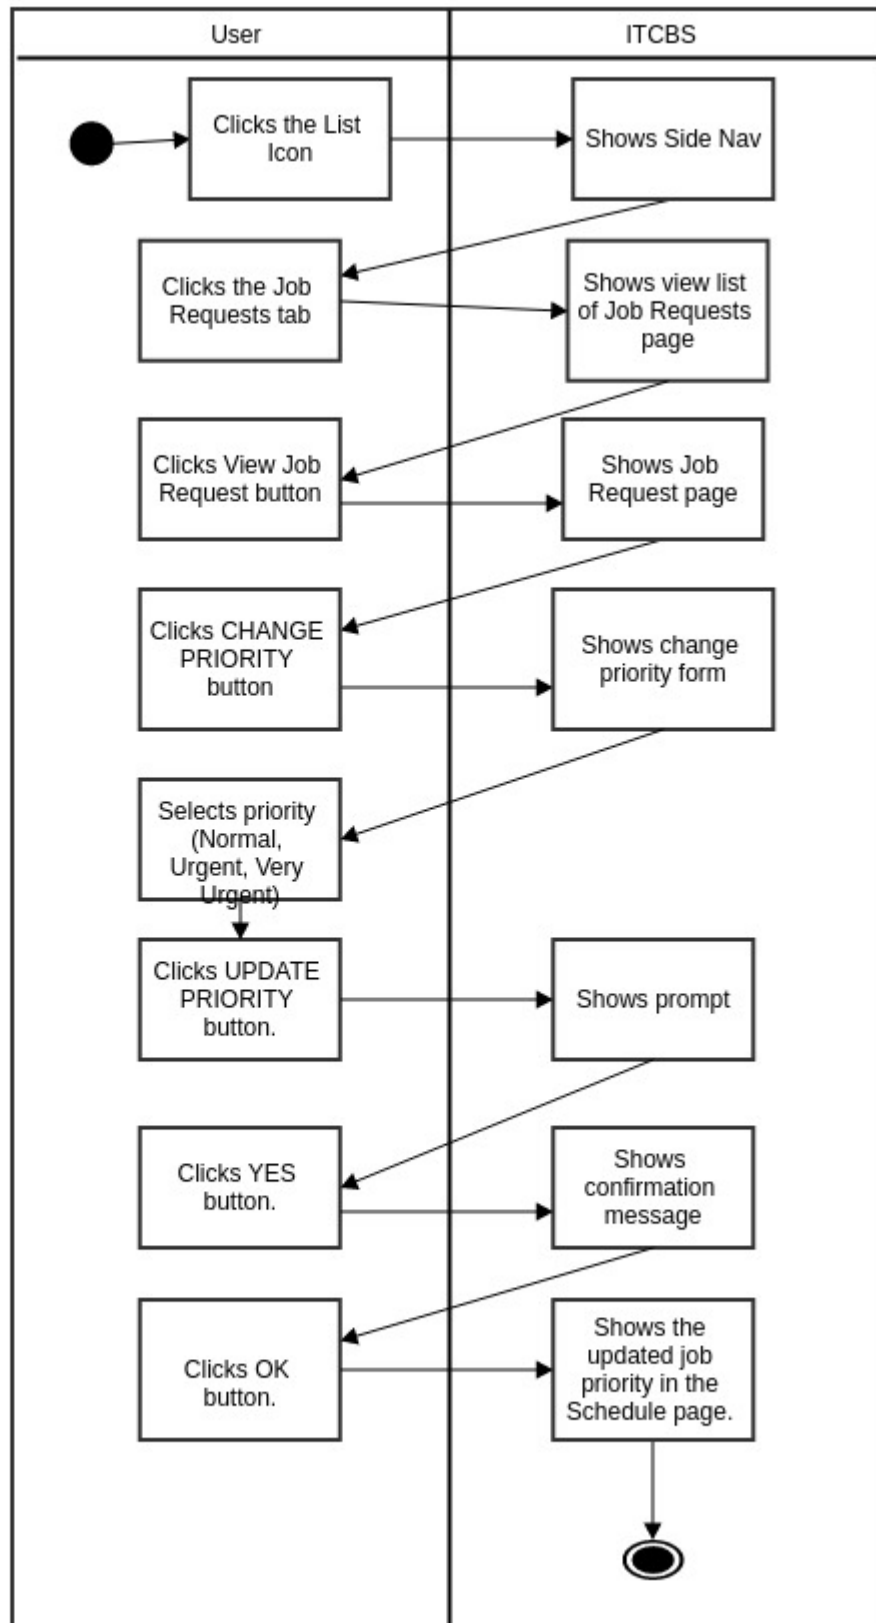 User
ITCBS
Clicks the List
Icon
Shows Side Nav
Clicks the Job
Requests tab
Shows view list
of Job Requests
page
Clicks View Job
Request button
Shows Job
Request page
Clicks CHANGE
PRIORITY
button
Shows change
priority form
Selects priority
(Normal,
Urgent, Very
Urgent)
Clicks UPDATE
PRIORITY
button.
Shows prompt
Clicks YES
button.
Shows
confirmation
message
Clicks OK
button.
Shows the
updated job
priority in the
Schedule page.